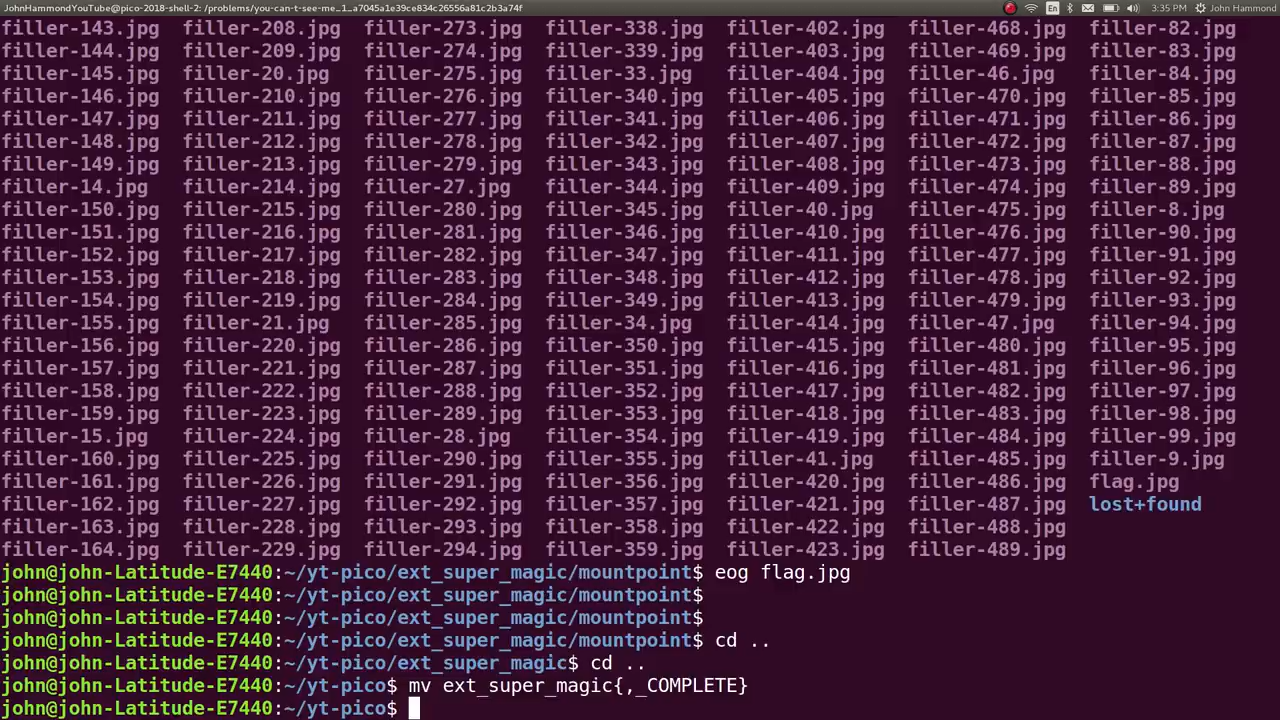 JohnHammondYouTube@pico-2018-shell-2: /problems/you-can-t-see-me_1_a7045a1e39ce834c26556a81c2b3a74f En 3:35 PM John Hammond
filler-143.jpg filler-208.jpg filler-273.jpg filler-338.jpg filler-402.jpg filler-468.jpg filler-82.jpg
filler-144.jpg filler-209.jpg filler-274.jpg filler-339.jpg filler-403.jpg filler-469.jpg filler-83.jpg
filler-145.jpg filler-20.jpg filler-275.jpg filler-33.jpg filler-404.jpg filler-46.jpg filler-84.jpg
filler-146.jpg filler-210.jpg filler-276.jpg filler-340.jpg filler-405.jpg filler-470.jpg filler-85.jpg
filler-147.jpg filler-211.jpg filler-277.jpg filler-341.jpg filler-406.jpg filler-471.jpg filler-86.jpg
filler-148.jpg filler-212.jpg filler-278.jpg filler-342.jpg filler-407.jpg filler-472.jpg filler-87.jpg
filler-149.jpg filler-213.jpg filler-279.jpg filler-343.jpg filler-408.jpg filler-473.jpg filler-88.jpg
filler-14.jpg filler-214.jpg filler-27.jpg filler-344.jpg filler-409.jpg filler-474.jpg filler-89.jpg
filler-150.jpg filler-215.jpg filler-280.jpg filler-345.jpg filler-40.jpg filler-475.jpg filler-8.jpg
filler-151.jpg filler-216.jpg filler-281.jpg filler-346.jpg filler-410.jpg filler-476.jpg filler-90.jpg
filler-152.jpg filler-217.jpg filler-282.jpg filler-347.jpg filler-411.jpg filler-477.jpg filler-91.jpg
filler-153.jpg filler-218.jpg filler-283.jpg filler-348.jpg filler-412.jpg filler-478.jpg filler-92.jpg
filler-154.jpg filler-219.jpg filler-284.jpg filler-349.jpg filler-413.jpg filler-479.jpg filler-93.jpg
filler-155.jpg filler-21.jpg filler-285.jpg filler-34.jpg filler-414.jpg filler-47.jpg filler-94.jpg
filler-156.jpg filler-220.jpg filler-286.jpg filler-350.jpg filler-415.jpg filler-480.jpg filler-95.jpg
filler-157.jpg filler-221.jpg filler-287.jpg filler-351.jpg filler-416.jpg filler-481.jpg filler-96.jpg
filler-158.jpg filler-222.jpg filler-288.jpg filler-352.jpg filler-417.jpg filler-482.jpg filler-97.jpg
filler-159.jpg filler-223.jpg filler-289.jpg filler-353.jpg filler-418.jpg filler-483.jpg filler-98.jpg
filler-15.jpg filler-224.jpg filler-28.jpg filler-354.jpg filler-419.jpg filler-484.jpg filler-99.jpg
filler-160.jpg filler-225.jpg filler-290.jpg filler-355.jpg filler-41.jpg filler-485.jpg filler-9.jpg
filler-161.jpg filler-226.jpg filler-291.jpg filler-356.jpg filler-420.jpg filler-486.jpg flag.jpg
filler-162.jpg filler-227.jpg filler-292.jpg filler-357.jpg filler-421.jpg filler-487.jpg lost+found
filler-163.jpg filler-228.jpg filler-293.jpg filler-358.jpg filler-422.jpg filler-488.jpg
filler-164.jpg filler-229.jpg filler-294.jpg filler-359.jpg filler-423.jpg filler-489.jpg
john@john-Latitude-E7440:~/yt-pico/ext_super_magic/mountpoint$ eog flag.jpg
john@john-Latitude-E7440:~/yt-pico/ext_super_magic/mountpoint$
john@john-Latitude-E7440:~/yt-pico/ext_super_magic/mountpoint$
john@john-Latitude-E7440:~/yt-pico/ext_super_magic/mountpoint$ cd ..
john@john-Latitude-E7440:~/yt-pico/ext_super_magic$ cd ..
john@john-Latitude-E7440:~/yt-pico$ mv ext_super_magic{,_COMPLETE}
john@john-Latitude-E7440:~/yt-pico$